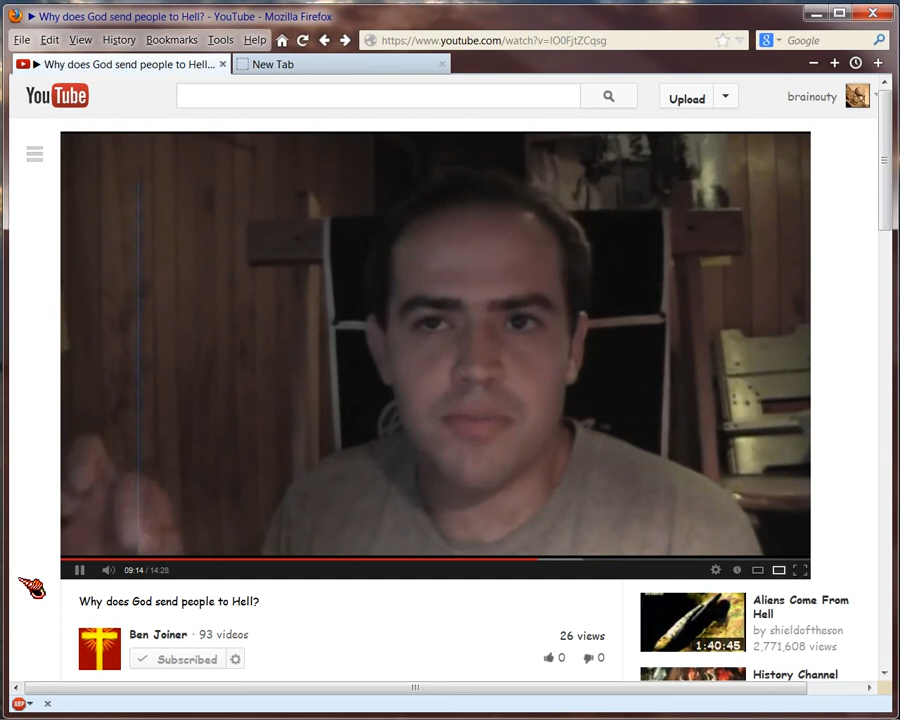 ▶ Why does God send people to Hell? - YouTube - Mozilla Firefox
File Edit View History Bookmarks Tools Help
https://www.youtube.com/watch?v=IO0FjtZCqsg
Google
▶ Why does God send people to Hell...
New Tab
YouTube
Upload
brainouty
09:14 / 14:28
Why does God send people to Hell?
Ben Joiner · 93 videos
Subscribed
26 views
0 0
1:40:45
Aliens Come From
Hell
by shieldoftheson
2,771,608 views
History Channel
ABP